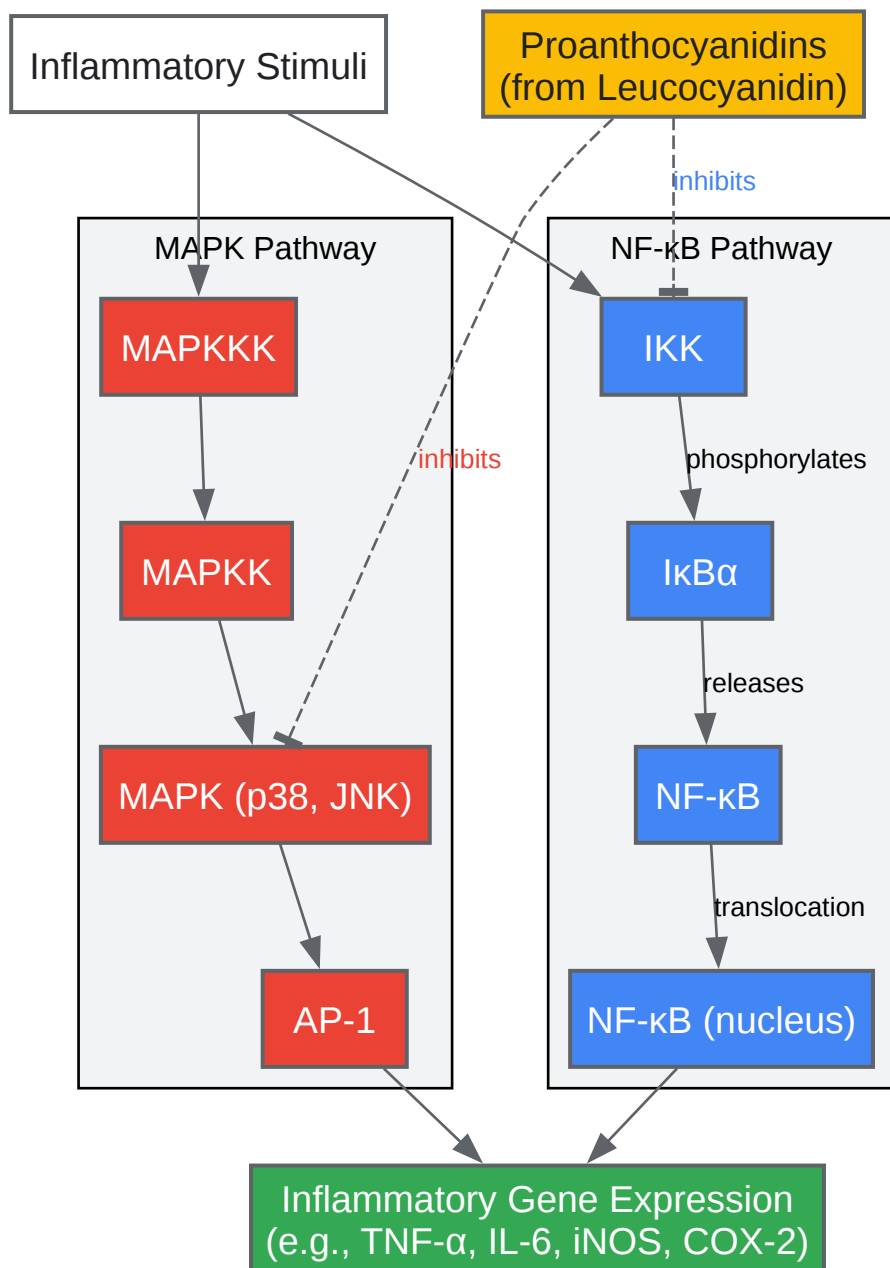 Inflammatory Stimuli
Proanthocyanidins
(from Leucocyanidin)
inhibits
MAPK Pathway
NF-κB Pathway
MAPKKK
IKK
inhibits
phosphorylates
MAPKK
IκBα
releases
MAPK (p38, JNK)
NF-κB
translocation
AP-1
NF-κB (nucleus)
Inflammatory Gene Expression
(e.g., TNF-α, IL-6, iNOS, COX-2)